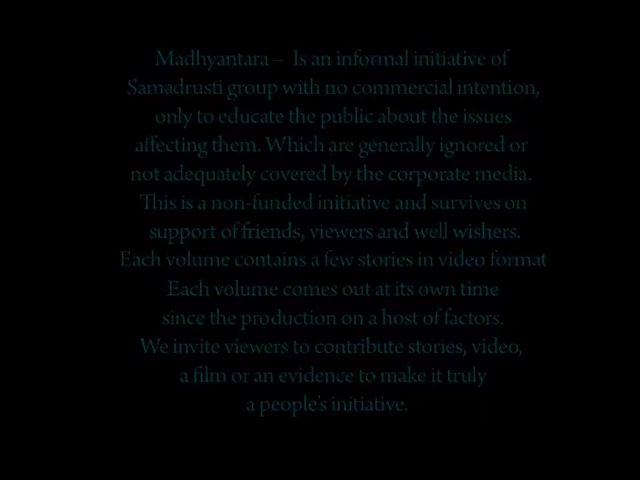 Madhyantara – Is an informal initiative of
Samadrusti group with no commercial intention,
only to educate the public about the issues
affecting them. Which are generally ignored or
not adequately covered by the corporate media.
This is a non-funded initiative and survives on
support of friends, viewers and well wishers.
Each volume contains a few stories in video format
Each volume comes out at its own time
since the production on a host of factors.
We invite viewers to contribute stories, video,
a film or an evidence to make it truly
a people's initiative.